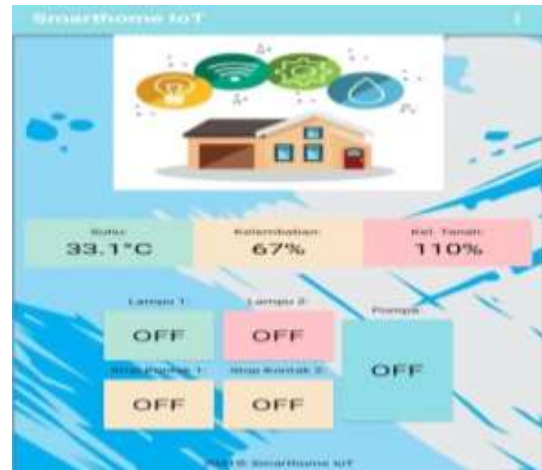 Smarthome IoT
Suhu: Kelembaban: Kel. Tanah:
33.1°C 67% 110%
Lampu 1: Lampu 2: Pompa:
OFF OFF OFF
Stop Kontak 1: Stop Kontak 2:
OFF OFF
Smarthome IoT